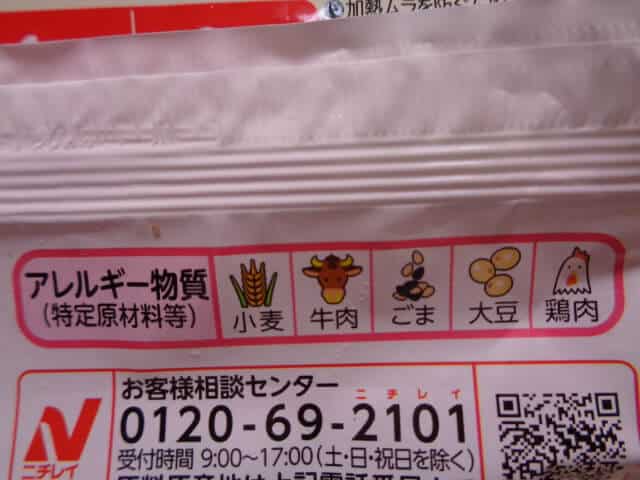 アレルギー物質
(特定原材料等)
小麦 牛肉 ごま 大豆 鶏肉
お客様相談センター
ニチレイ
0120-69-2101
受付時間 9:00~17:00(土・日・祝日を除く)
ニチレイ